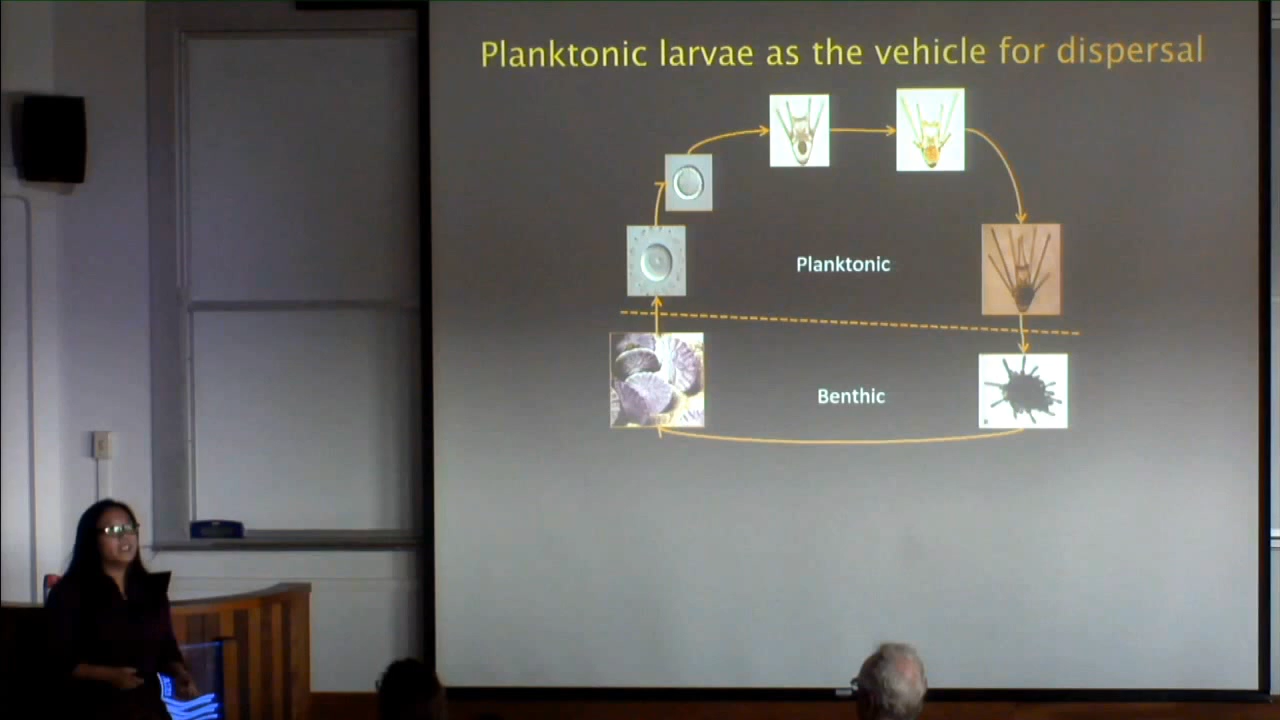 Planktonic larvae as the vehicle for dispersal
Planktonic
Benthic